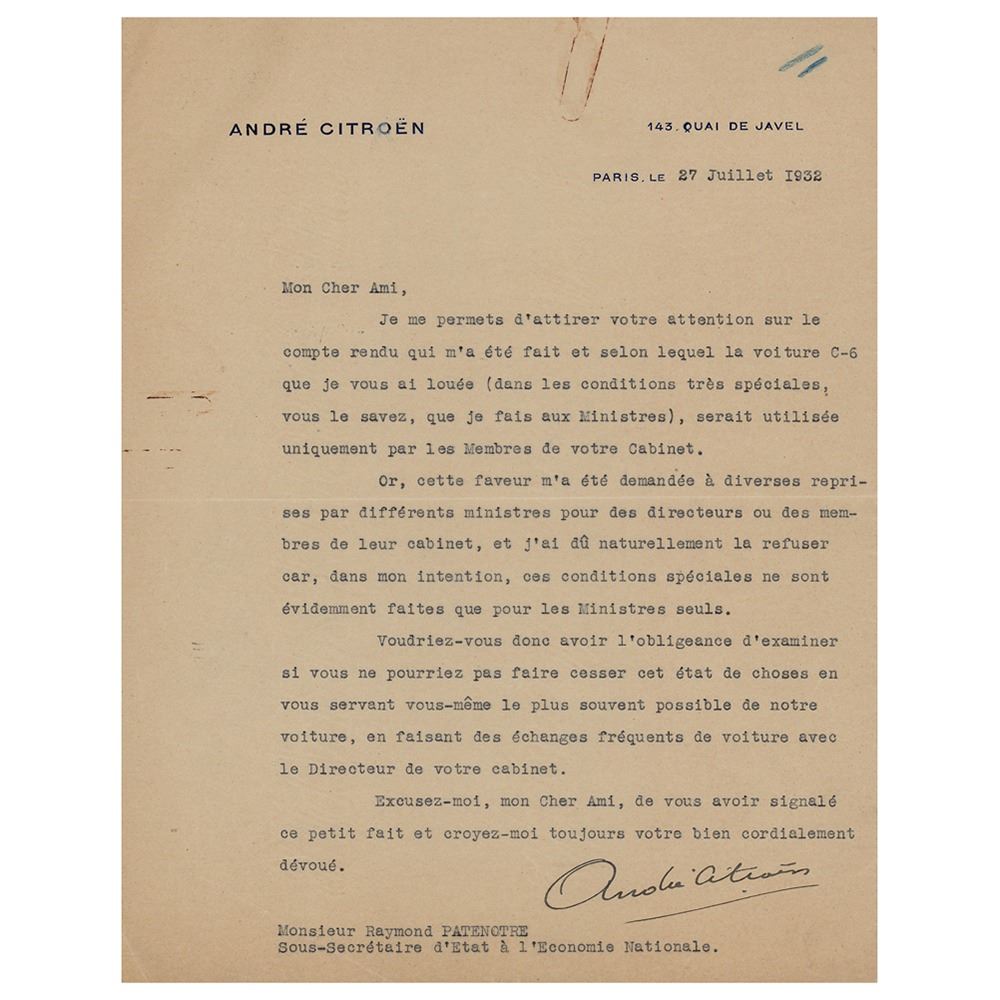 ANDRÉ CITROËN
143. QUAI DE JAVEL
PARIS, LE 27 Juillet 1932
Mon Cher Ami,
Je me permets d'attirer votre attention sur le
compte rendu qui m'a été fait et selon lequel la voiture C-6
que je vous ai louée (dans les conditions très spéciales,
vous le savez, que je fais aux Ministres), serait utilisée
uniquement par les Membres de votre Cabinet.
Or, cette faveur m'a été demandée à diverses repri-
ses par différents ministres pour des directeurs ou des mem-
bres de leur cabinet, et j'ai dû naturellement la refuser
car, dans mon intention, ces conditions spéciales ne sont
évidemment faites que pour les Ministres seuls.
Voudriez-vous donc avoir l'obligeance d'examiner
si vous ne pourriez pas faire cesser cet état de choses en
vous servant vous-même le plus souvent possible de notre
voiture, en faisant des échanges fréquents de voiture avec
le Directeur de votre cabinet.
Excusez-moi, mon Cher Ami, de vous avoir signalé
ce petit fait et croyez-moi toujours votre bien cordialement
dévoué.
André Citroën
Monsieur Raymond PATENOTRE
Sous-Secrétaire d'Etat à l'Economie Nationale.